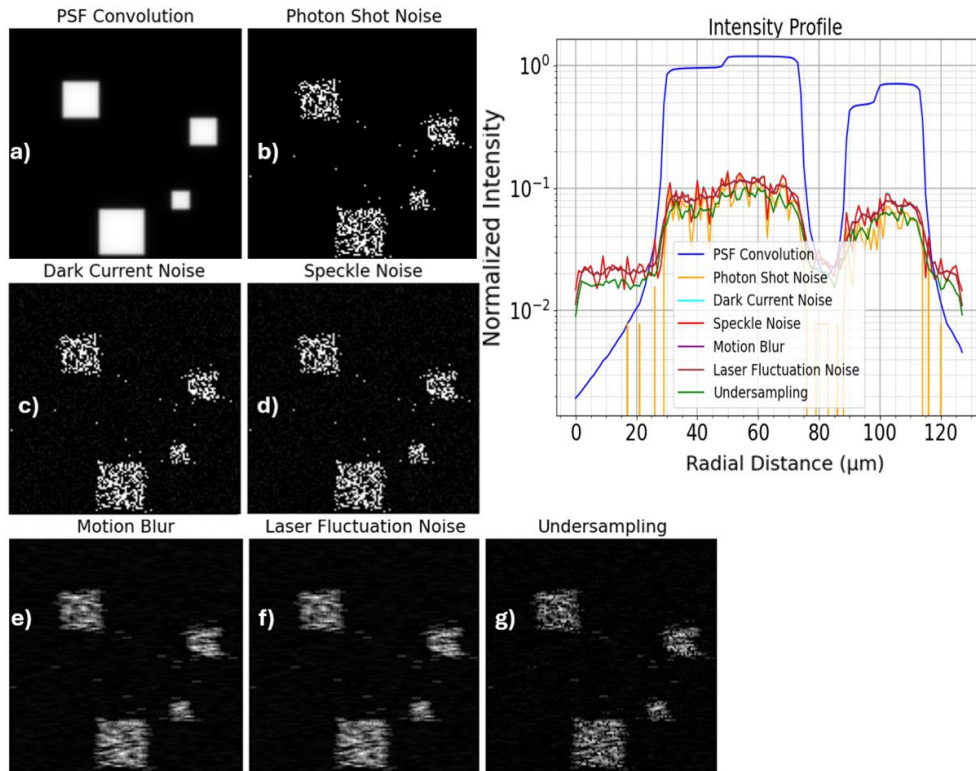 PSF Convolution
Photon Shot Noise
a)
b)
Dark Current Noise
Speckle Noise
c)
d)
Motion Blur
Laser Fluctuation Noise
Undersampling
e)
f)
g)
Intensity Profile
Normalized Intensity
10⁰
10⁻¹
10⁻²
PSF Convolution
Photon Shot Noise
Dark Current Noise
Speckle Noise
Motion Blur
Laser Fluctuation Noise
Undersampling
0 20 40 60 80 100 120
Radial Distance (μm)